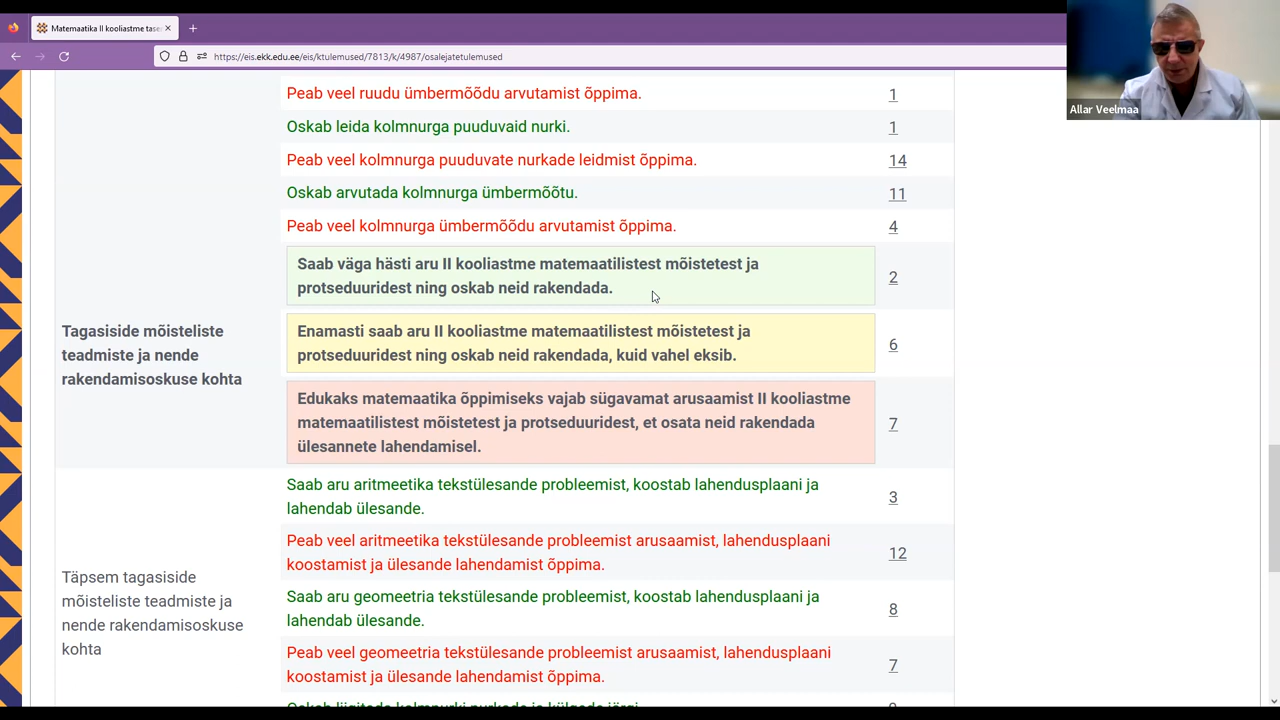 Matemaatika II kooliastme tase
https://eis.ekk.edu.ee/eis/ktulemused/7813/k/4987/osalejatetulemused
Allar Veelmaa
Peab veel ruudu ümbermõõdu arvutamist õppima. 1
Oskab leida kolmnurga puuduvaid nurki. 1
Peab veel kolmnurga puuduvate nurkade leidmist õppima. 14
Oskab arvutada kolmnurga ümbermõõtu. 11
Peab veel kolmnurga ümbermõõdu arvutamist õppima. 4
Tagasiside mõisteliste
teadmiste ja nende
rakendamisoskuse kohta
Saab väga hästi aru II kooliastme matemaatilistest mõistetest ja
protseduuridest ning oskab neid rakendada.
2
Enamasti saab aru II kooliastme matemaatilistest mõistetest ja
protseduuridest ning oskab neid rakendada, kuid vahel eksib.
6
Edukaks matemaatika õppimiseks vajab sügavamat arusaamist II kooliastme
matemaatilistest mõistetest ja protseduuridest, et osata neid rakendada
ülesannete lahendamisel.
7
Täpsem tagasiside
mõisteliste teadmiste ja
nende rakendamisoskuse
kohta
Saab aru aritmeetika tekstülesande probleemist, koostab lahendusplaani ja
lahendab ülesande.
3
Peab veel aritmeetika tekstülesande probleemist arusaamist, lahendusplaani
koostamist ja ülesande lahendamist õppima.
12
Saab aru geomeetria tekstülesande probleemist, koostab lahendusplaani ja
lahendab ülesande.
8
Peab veel geomeetria tekstülesande probleemist arusaamist, lahendusplaani
koostamist ja ülesande lahendamist õppima.
7
Oskab liigitada kolmnurki nurkade ja külgede järgi.